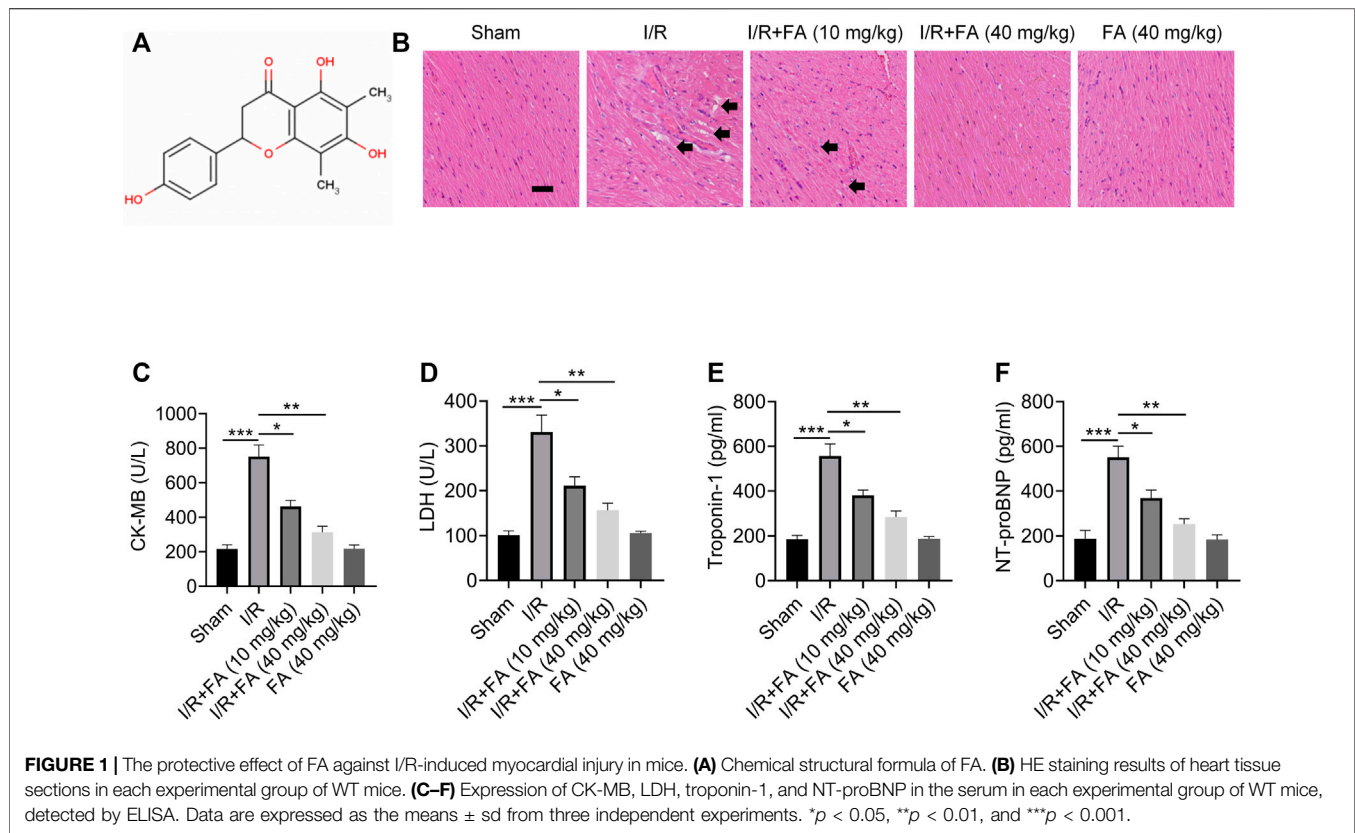 A
O
OH
CH₃
OH
O
CH₃
HO
B
Sham
I/R
I/R+FA (10 mg/kg)
I/R+FA (40 mg/kg)
FA (40 mg/kg)
C
CK-MB (U/L)
1000
800
600
400
200
0
***
*
**
Sham
I/R
I/R+FA (10 mg/kg)
I/R+FA (40 mg/kg)
FA (40 mg/kg)
D
LDH (U/L)
400
300
200
100
0
***
*
**
Sham
I/R
I/R+FA (10 mg/kg)
I/R+FA (40 mg/kg)
FA (40 mg/kg)
E
Troponin-1 (pg/ml)
800
600
400
200
0
***
*
**
Sham
I/R
I/R+FA (10 mg/kg)
I/R+FA (40 mg/kg)
FA (40 mg/kg)
F
NT-proBNP (pg/ml)
800
600
400
200
0
***
*
**
Sham
I/R
I/R+FA (10 mg/kg)
I/R+FA (40 mg/kg)
FA (40 mg/kg)
FIGURE 1 | The protective effect of FA against I/R-induced myocardial injury in mice. (A) Chemical structural formula of FA. (B) HE staining results of heart tissue
sections in each experimental group of WT mice. (C–F) Expression of CK-MB, LDH, troponin-1, and NT-proBNP in the serum in each experimental group of WT mice,
detected by ELISA. Data are expressed as the means ± sd from three independent experiments. *p < 0.05, **p < 0.01, and ***p < 0.001.